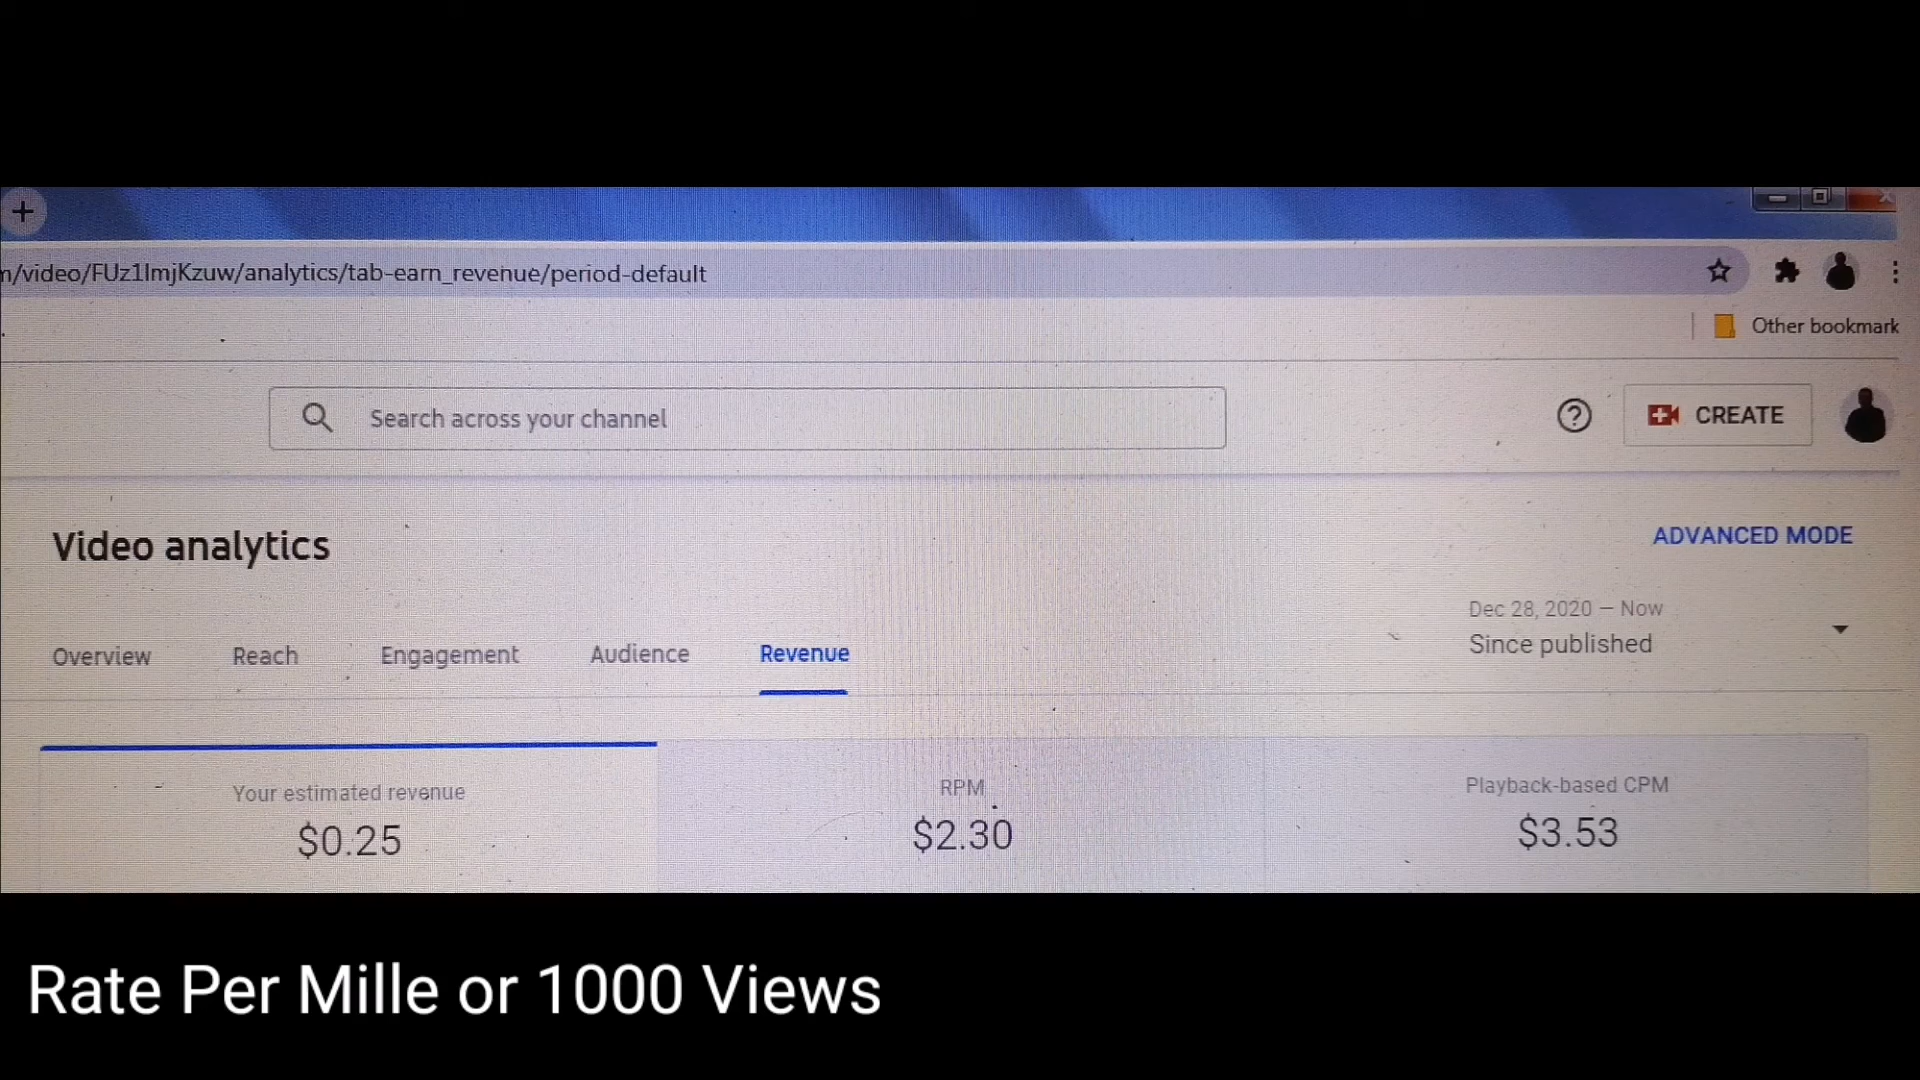 n/video/FUz1ImjKzuw/analytics/tab-earn_revenue/period-default
Other bookmark
Search across your channel
CREATE
Video analytics
ADVANCED MODE
Dec 28, 2020 – Now
Since published
Overview
Reach
Engagement
Audience
Revenue
Your estimated revenue
$0.25
RPM
$2.30
Playback-based CPM
$3.53
Rate Per Mille or 1000 Views